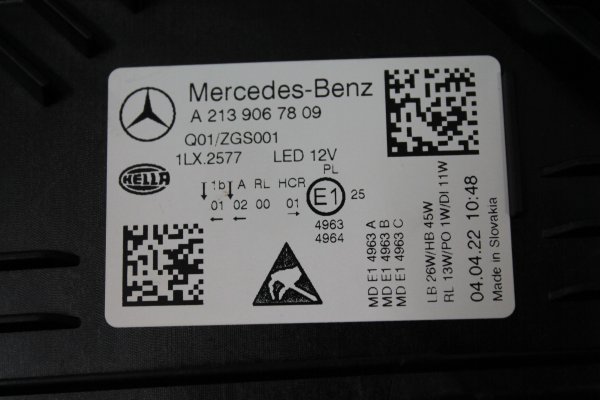 Mercedes-Benz
A 213 906 78 09
Q01/ZGS001
1LX.2577 LED 12V
HELLA
1b A RL HCR PL
01 02 00 01 E1 25
4963
4964
MD E1 4963 A
MD E1 4963 B
MD E1 4963 C
LB 26W/HB 45W
RL 13W/PO 1W/DI 11W
04.04.22 10:48
Made in Slovakia